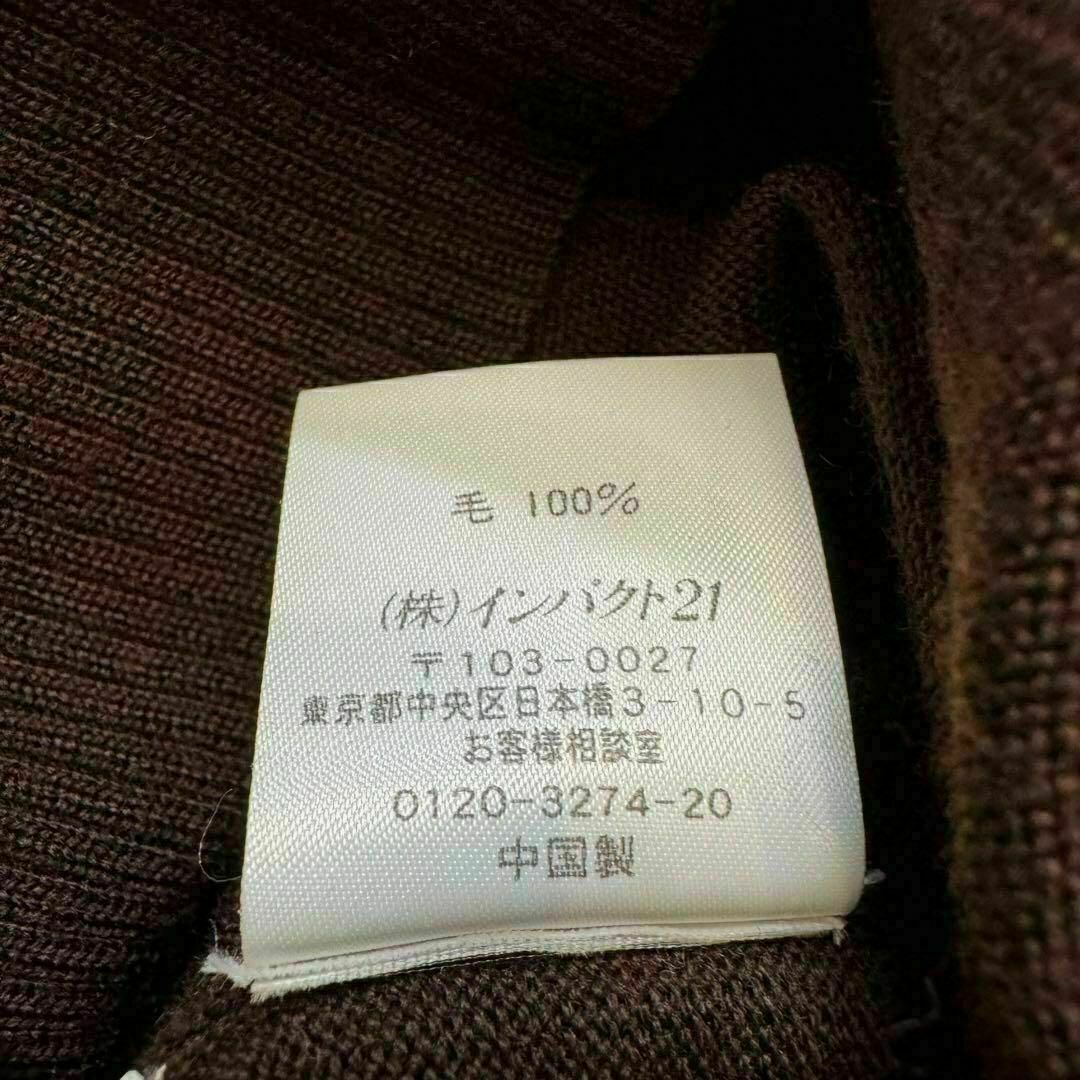 毛 100%
(株)インパクト21
〒103-0027
東京都中央区日本橋3-10-5
お客様相談室
0120-3274-20
中国製